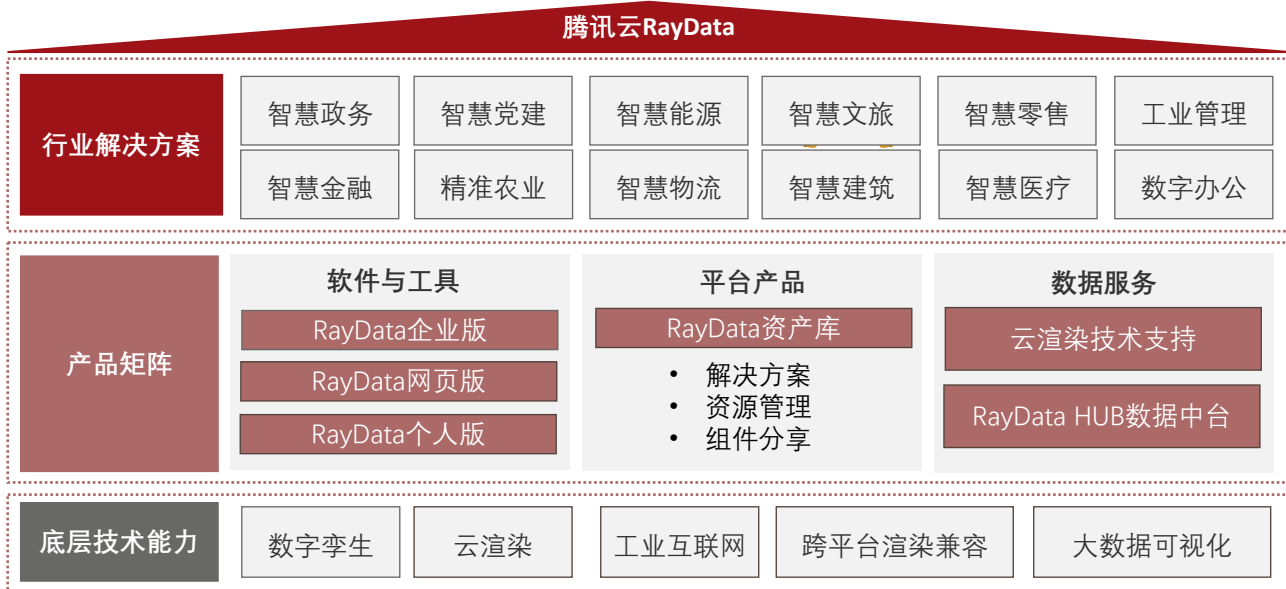 腾讯云RayData
行业解决方案
智慧政务
智慧党建
智慧能源
智慧文旅
智慧零售
工业管理
智慧金融
精准农业
智慧物流
智慧建筑
智慧医疗
数字办公
产品矩阵
软件与工具
RayData企业版
RayData网页版
RayData个人版
平台产品
RayData资产库
• 解决方案
• 资源管理
• 组件分享
数据服务
云渲染技术支持
RayData HUB数据中台
底层技术能力
数字孪生
云渲染
工业互联网
跨平台渲染兼容
大数据可视化